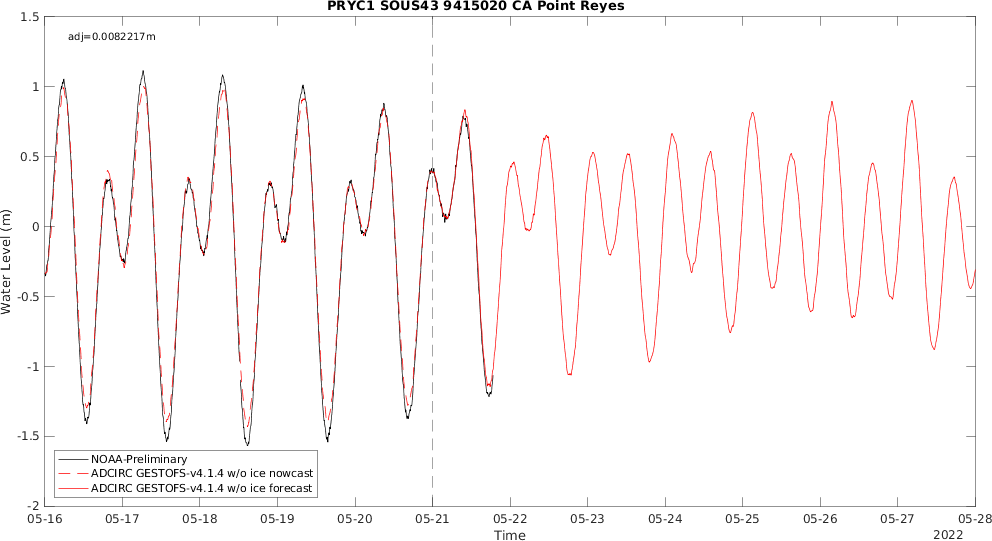 PRYC1 SOUS43 9415020 CA Point Reyes
adj=0.0082217m
1.5
1
0.5
0
-0.5
-1
-1.5
-2
Water Level (m)
NOAA-Preliminary
ADCIRC GESTOFS-v4.1.4 w/o ice nowcast
ADCIRC GESTOFS-v4.1.4 w/o ice forecast
05-16 05-17 05-18 05-19 05-20 05-21 05-22 05-23 05-24 05-25 05-26 05-27 05-28
Time
2022